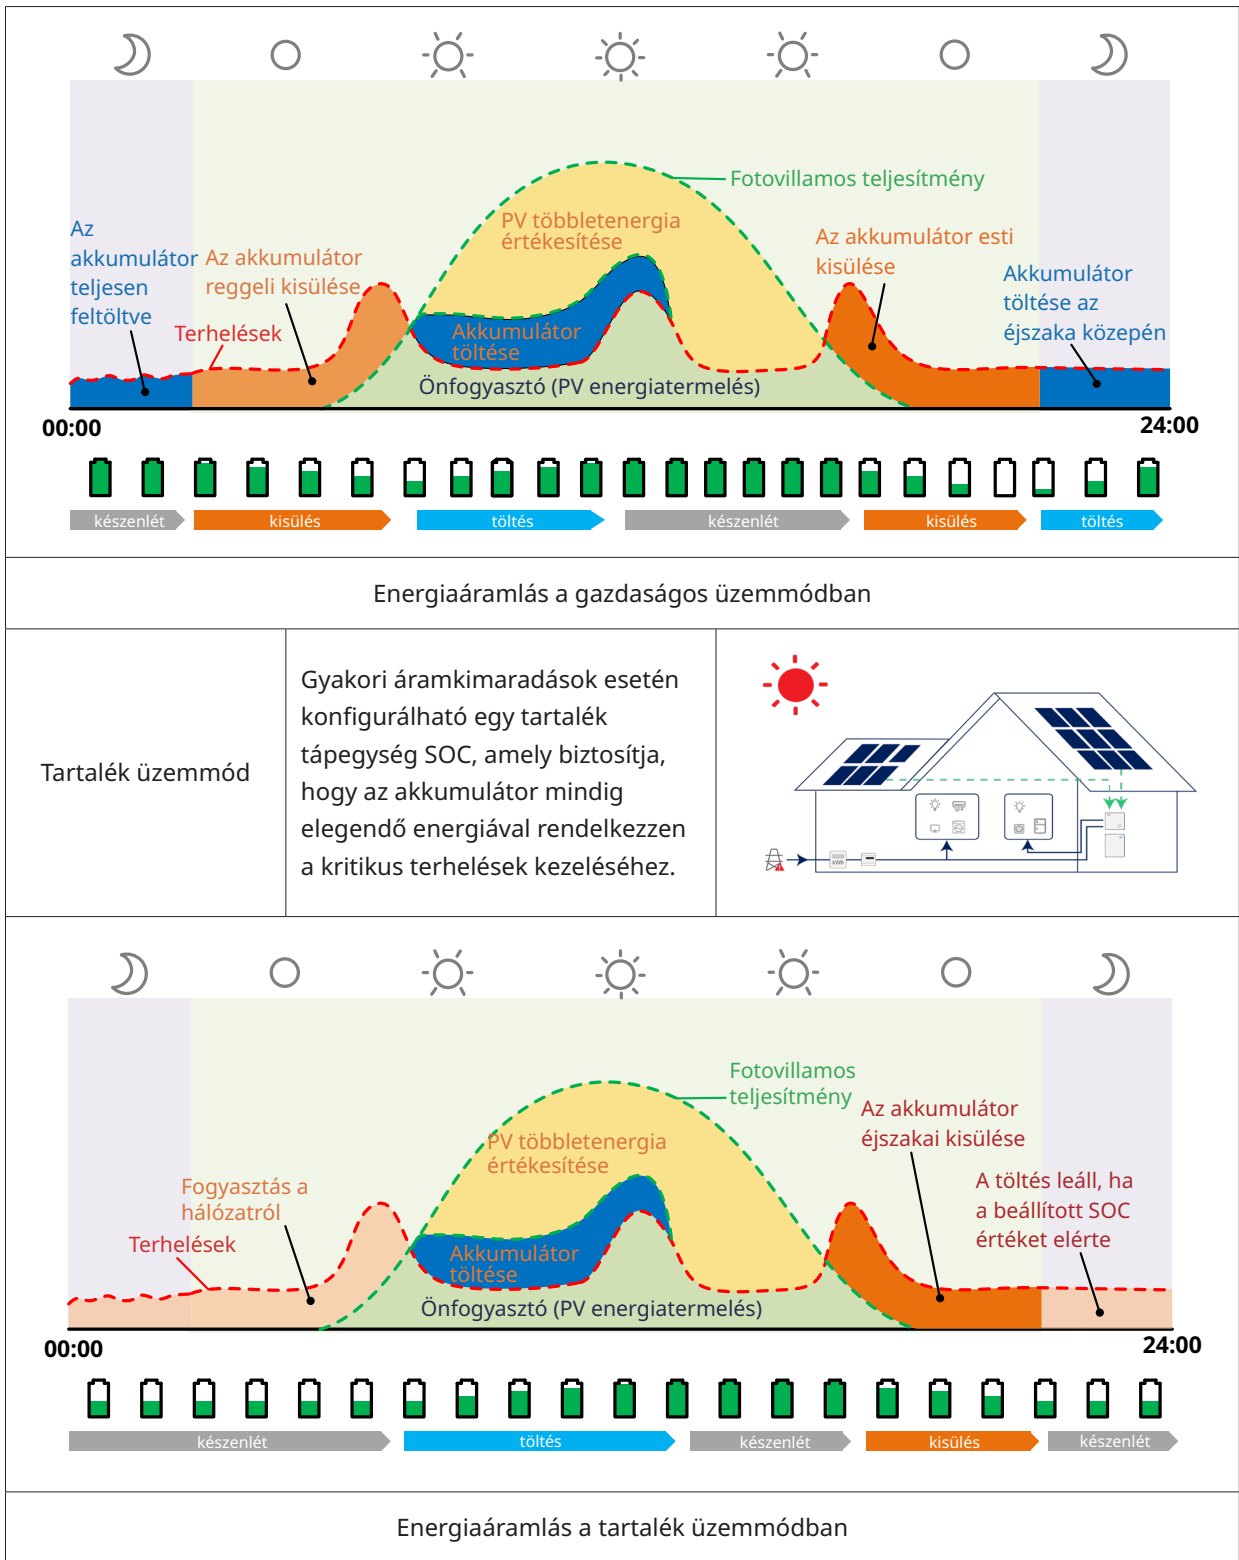 Fotovillamos teljesítmény
PV többletenergia
értékesítése
Az
akkumulátor
teljesen
feltöltve
Az akkumulátor
reggeli kisülése
Terhelések
Az akkumulátor esti
kisülése
Akkumulátor
töltése az
éjszaka közepén
Akkumulátor
töltése
Önfogyasztó (PV energiatermelés)
00:00
24:00
készenlét
kisülés
töltés
készenlét
kisülés
töltés
Energiaáramlás a gazdaságos üzemmódban
Tartalék üzemmód
Gyakori áramkimaradások esetén
konfigurálható egy tartalék
tápegység SOC, amely biztosítja,
hogy az akkumulátor mindig
elegendő energiával rendelkezzen
a kritikus terhelések kezeléséhez.
kWh
Fotovillamos
teljesítmény
PV többletenergia
értékesítése
Az akkumulátor
éjszakai kisülése
Fogyasztás a
hálózatról
Terhelések
A töltés leáll, ha
a beállított SOC
értéket elérte
Akkumulátor
töltése
Önfogyasztó (PV energiatermelés)
00:00
24:00
készenlét
töltés
készenlét
kisülés
készenlét
Energiaáramlás a tartalék üzemmódban